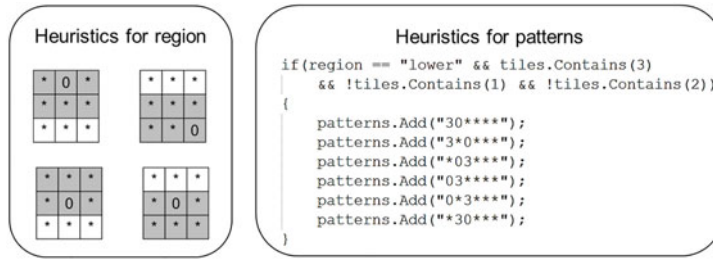 Heuristics for region
* 0 * * * *
* * * * * *
* * * * * 0
* * * * * *
* 0 * * 0 *
* * * * * *
Heuristics for patterns
if(region == "lower" && tiles.Contains(3)
&& !tiles.Contains(1) && !tiles.Contains(2))
{
patterns.Add("30****");
patterns.Add("3*0***");
patterns.Add("*03***");
patterns.Add("03****");
patterns.Add("0*3***");
patterns.Add("*30***");
}